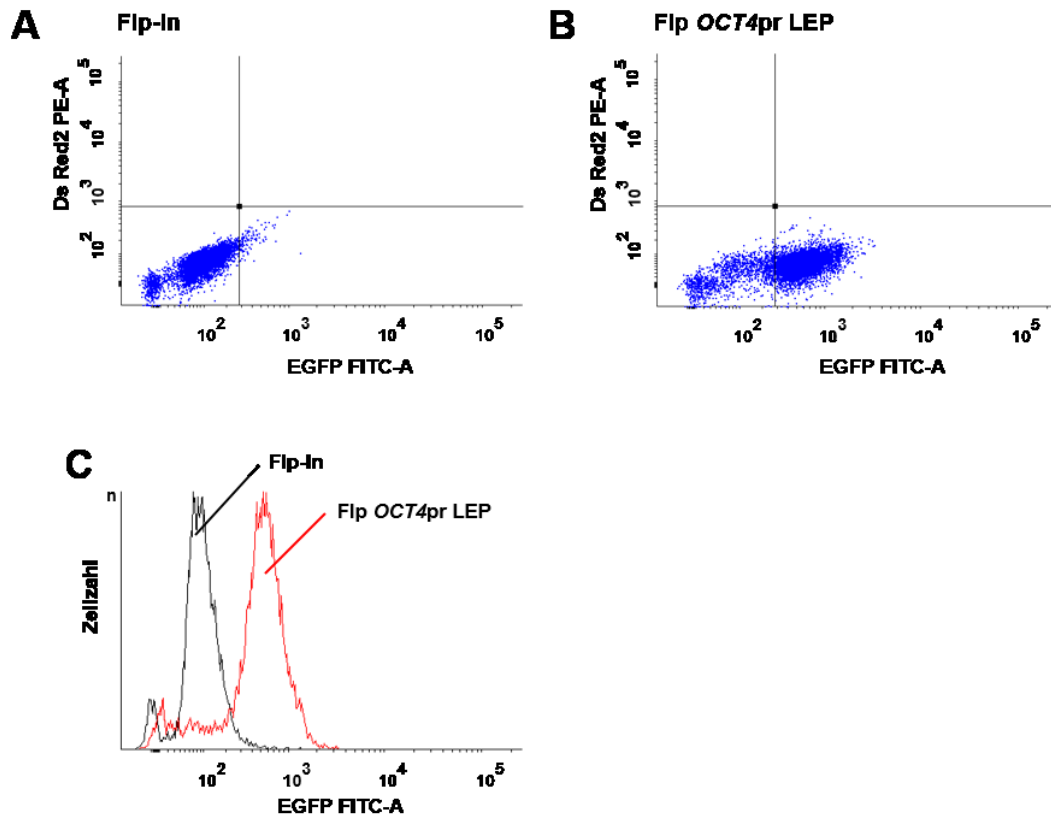 A
Flp-In
Ds Red2 PE-A
10^5
10^4
10^3
10^2
10^2 10^3 10^4 10^5
EGFP FITC-A
B
Flp OCT4pr LEP
Ds Red2 PE-A
10^5
10^4
10^3
10^2
10^2 10^3 10^4 10^5
EGFP FITC-A
C
Flp-In
Flp OCT4pr LEP
n
Zellzahl
10^2 10^3 10^4 10^5
EGFP FITC-A